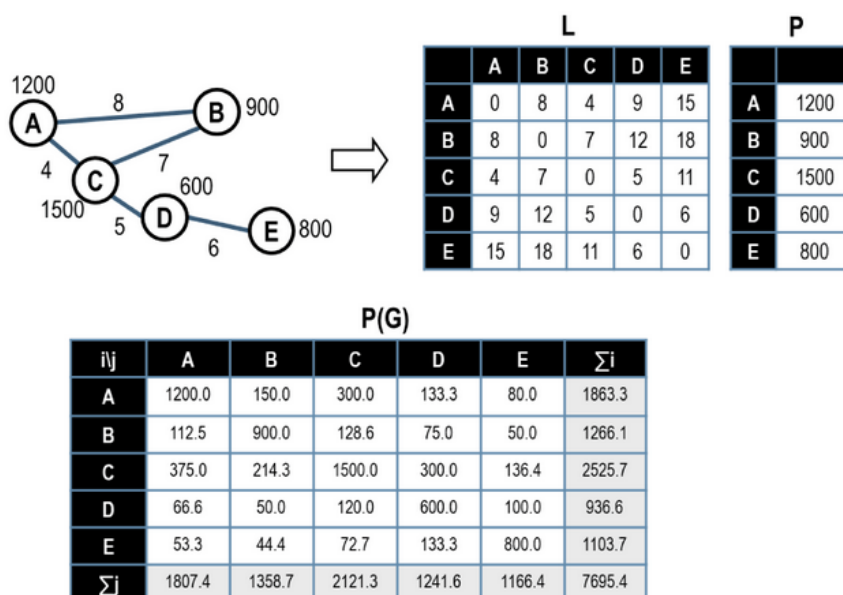 L
P
A B C D E
A 0 8 4 9 15
B 8 0 7 12 18
C 4 7 0 5 11
D 9 12 5 0 6
E 15 18 11 6 0
A 1200
B 900
C 1500
D 600
E 800
1200
A
8
B
900
4
C
7
1500
600
D
5
6
E
800
P(G)
i\j A B C D E ∑i
A 1200.0 150.0 300.0 133.3 80.0 1863.3
B 112.5 900.0 128.6 75.0 50.0 1266.1
C 375.0 214.3 1500.0 300.0 136.4 2525.7
D 66.6 50.0 120.0 600.0 100.0 936.6
E 53.3 44.4 72.7 133.3 800.0 1103.7
∑j 1807.4 1358.7 2121.3 1241.6 1166.4 7695.4